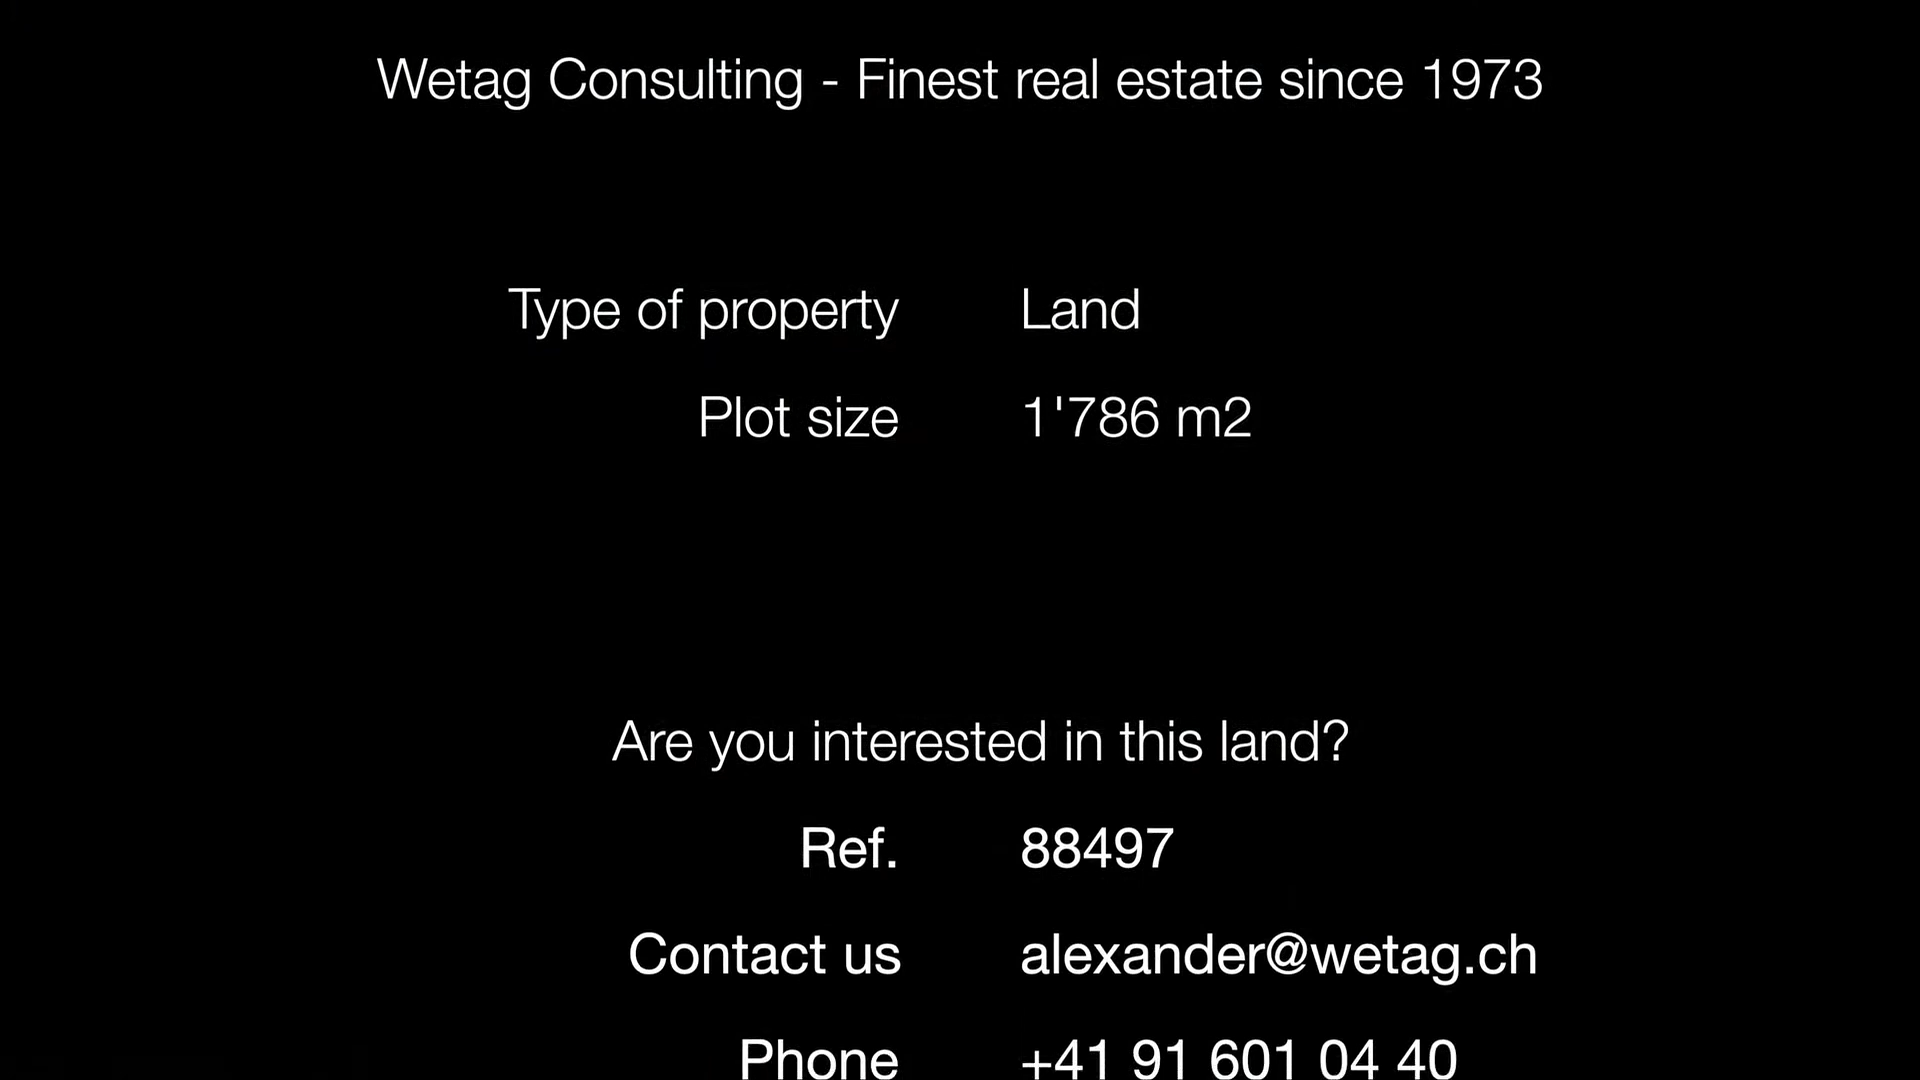 Wetag Consulting - Finest real estate since 1973
Type of property Land
Plot size 1'786 m2
Are you interested in this land?
Ref. 88497
Contact us alexander@wetag.ch
Phone +41 91 601 04 40